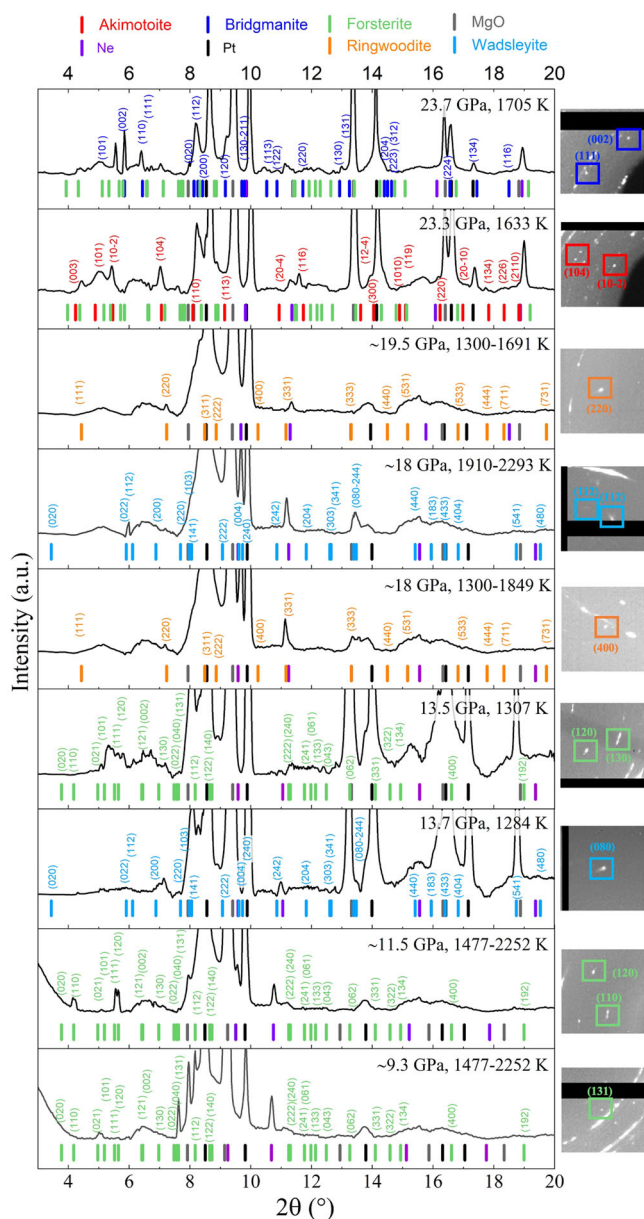 Akimotoite Bridgmanite Forsterite MgO
Ne Pt Ringwoodite Wadsleyite
4 6 8 10 12 14 16 18 20
23.7 GPa, 1705 K
(101) (002) (110) (111) (020) (112) (200) (120) (130-211) (113) (122) (220) (130) (131) (204) (223) (312) (224) (134) (116)
(002)
(111)
23.3 GPa, 1633 K
(003) (101) (10-2) (104) (110) (113) (20-4) (116) (12-4) (300) (1010) (119) (220) (20-10) (134) (226) (2110)
(104)
(10-2)
~19.5 GPa, 1300-1691 K
(111) (220) (311) (222) (400) (331) (333) (440) (531) (533) (444) (711) (731)
(220)
~18 GPa, 1910-2293 K
(020) (022) (112) (200) (220) (103) (141) (222) (004) (240) (242) (204) (303) (341) (080-244) (440) (183) (433) (404) (541) (480)
~18 GPa, 1300-1849 K
(111) (220) (311) (222) (400) (331) (333) (440) (531) (533) (444) (711) (731)
(400)
Intensity (a.u.)
13.5 GPa, 1307 K
(020) (110) (021) (101) (111) (120) (121) (002) (130) (022) (040) (131) (112) (122) (140) (222) (240) (241) (061) (133) (043) (062) (331) (322) (134) (400) (192)
(120)
(130)
13.7 GPa, 1284 K
(020) (022) (112) (200) (220) (103) (141) (222) (004) (240) (242) (204) (303) (341) (080-244) (440) (183) (433) (404) (541) (480)
(080)
~11.5 GPa, 1477-2252 K
(020) (110) (021) (101) (111) (120) (121) (002) (130) (022) (040) (131) (112) (122) (140) (222) (240) (241) (061) (133) (043) (062) (331) (322) (134) (400) (192)
(120)
(110)
~9.3 GPa, 1477-2252 K
(020) (110) (021) (101) (111) (120) (121) (002) (130) (022) (040) (131) (112) (122) (140) (222) (240) (241) (061) (133) (043) (062) (331) (322) (134) (400) (192)
(131)
4 6 8 10 12 14 16 18 20
2θ (°)